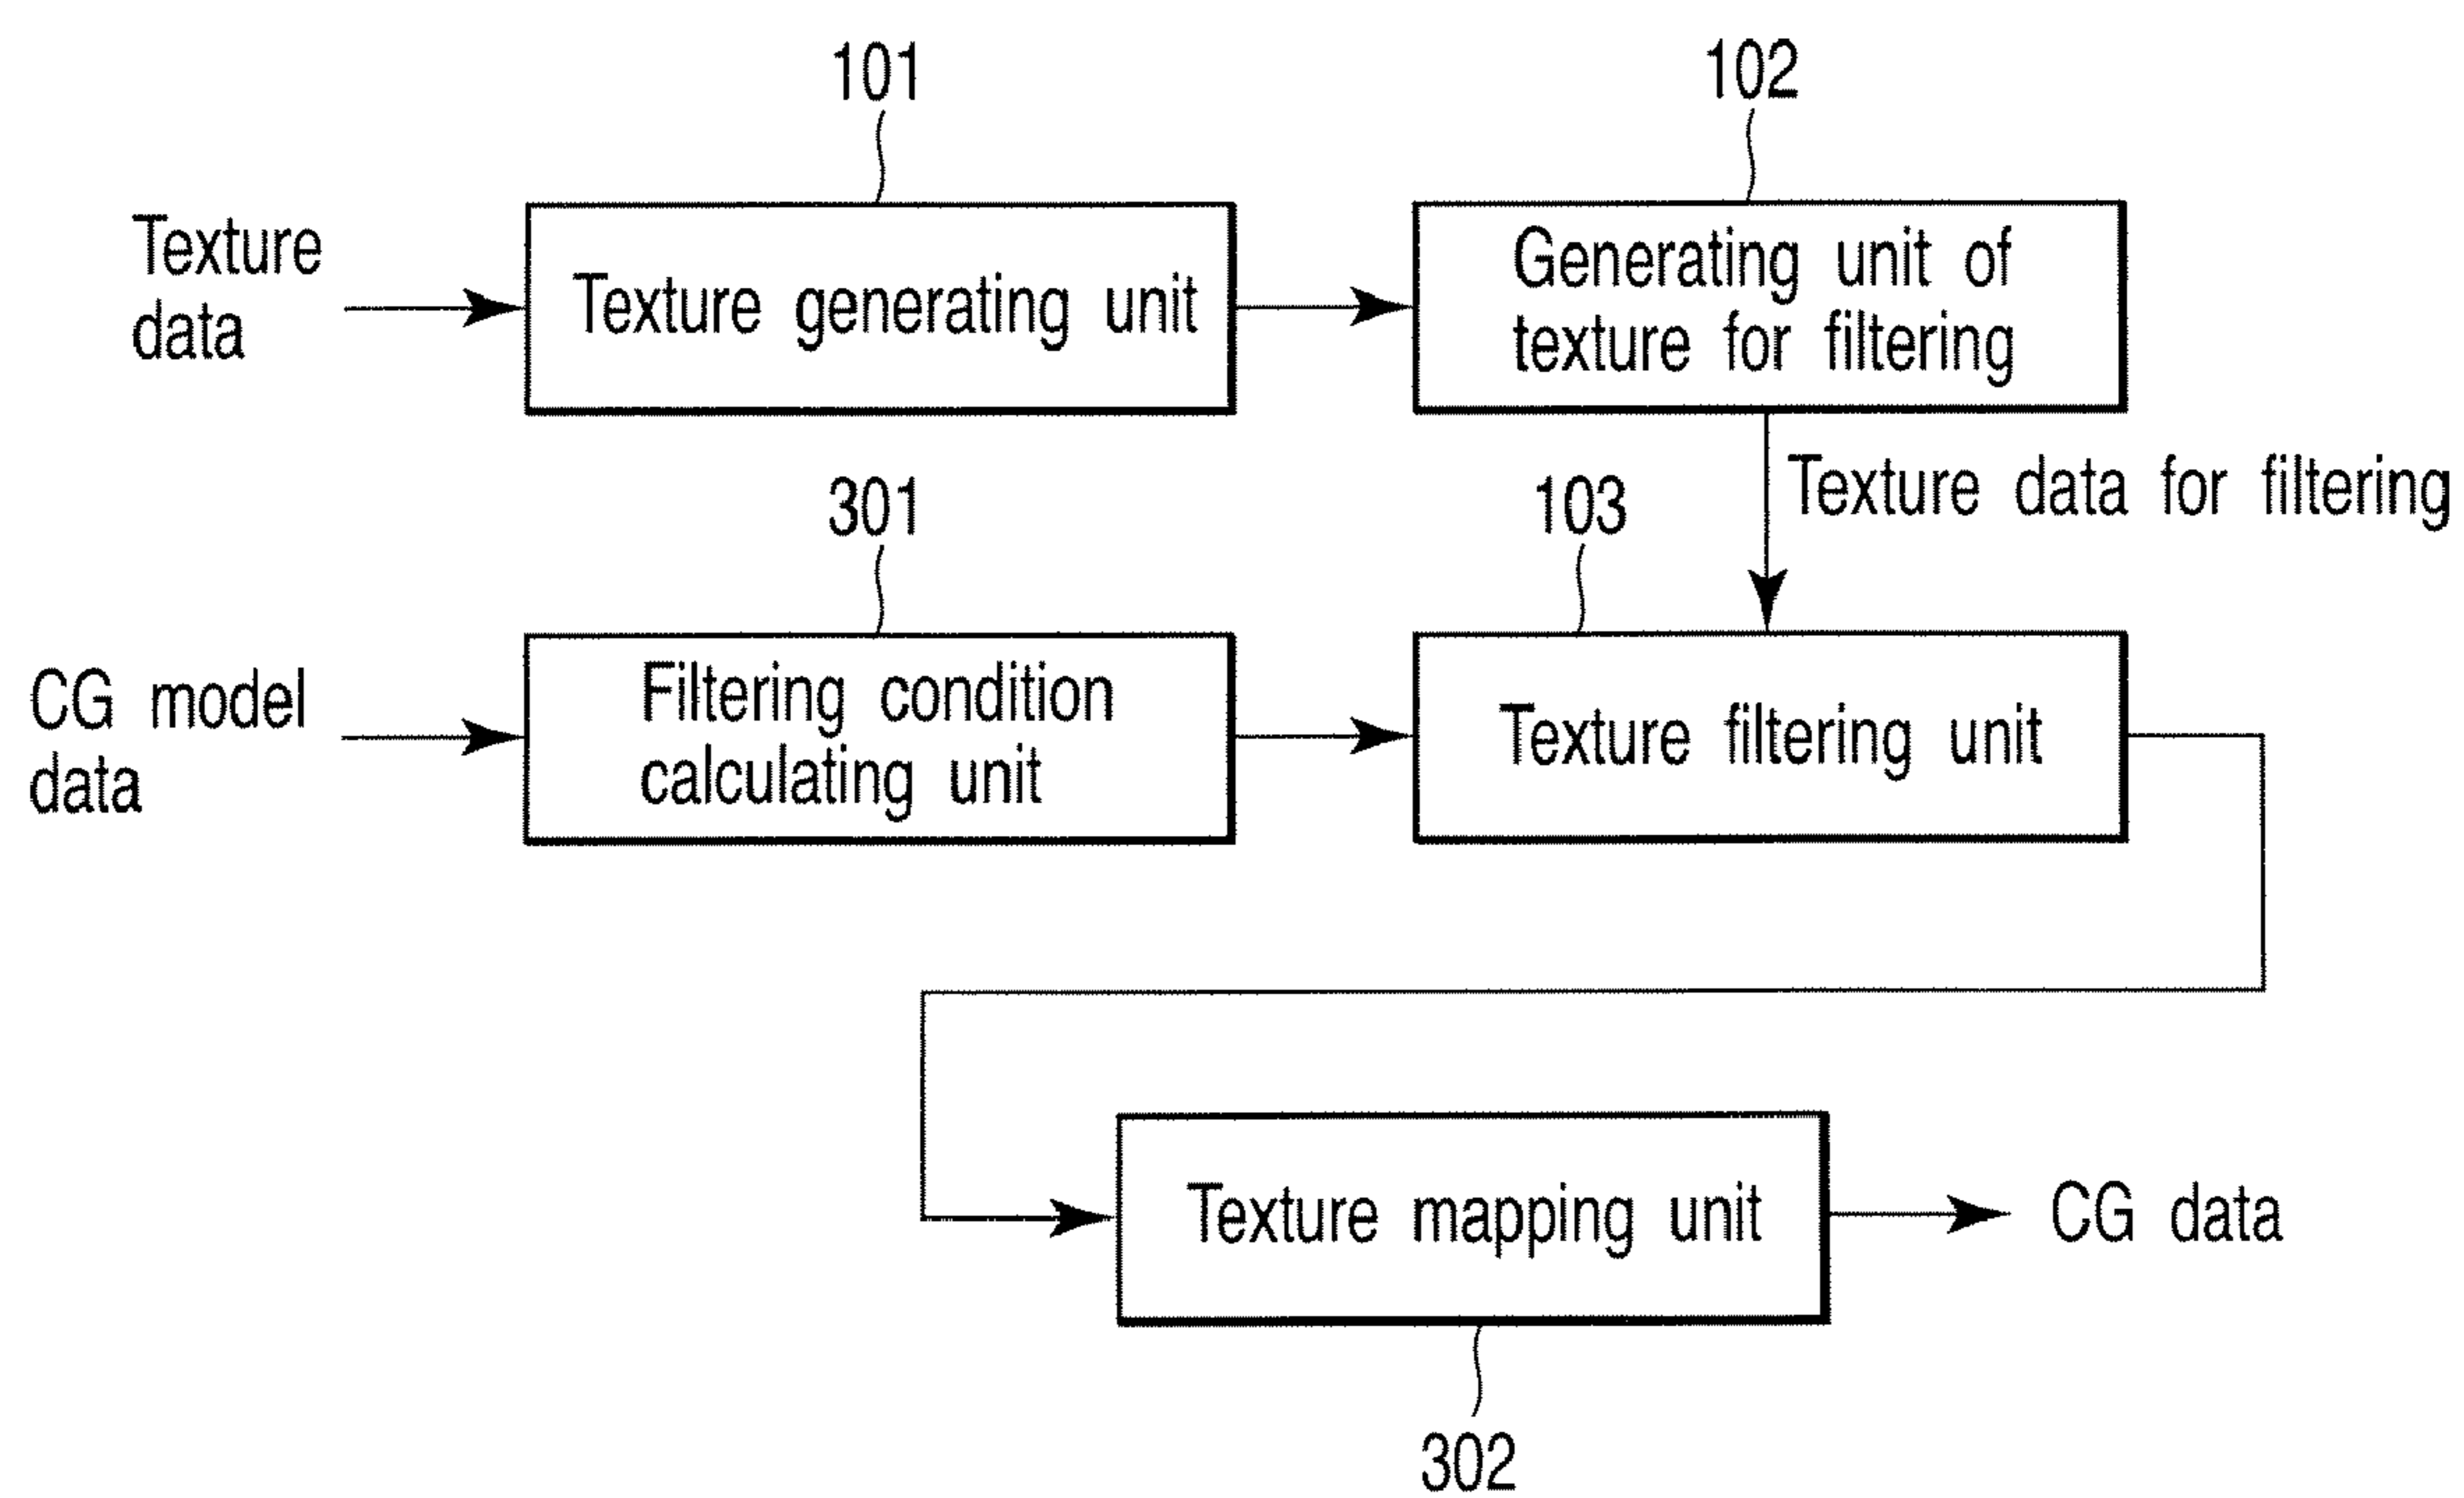 101
102
Texture
data
Texture generating unit
Generating unit of
texture for filtering
Texture data for filtering
301
103
CG model
data
Filtering condition
calculating unit
Texture filtering unit
Texture mapping unit
CG data
302